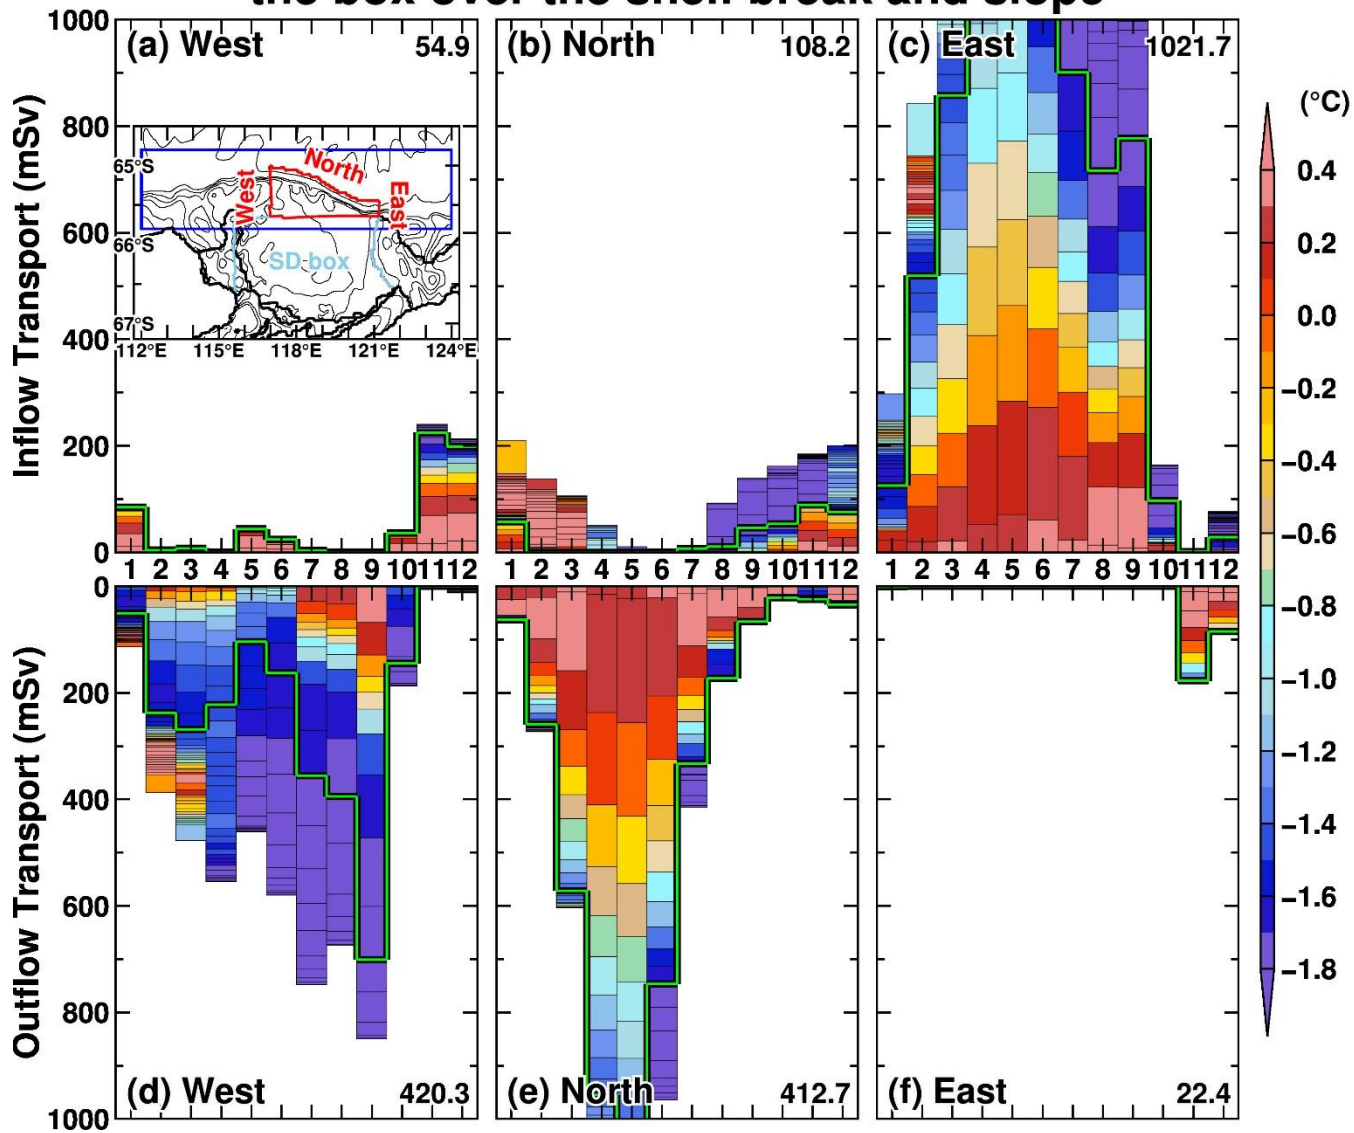 the box over the shelf break and slope
(a) West 54.9
(b) North 108.2
(c) East 1021.7
Inflow Transport (mSv)
1000
800
600
400
200
0
65°S
66°S
67°S
112°E 115°E 118°E 121°E 124°E
West
North
East
SD box
1 2 3 4 5 6 7 8 9 10 11 12
1 2 3 4 5 6 7 8 9 10 11 12
1 2 3 4 5 6 7 8 9 10 11 12
Outflow Transport (mSv)
0
200
400
600
800
1000
(d) West 420.3
(e) North 412.7
(f) East 22.4
(°C)
0.4
0.2
0.0
−0.2
−0.4
−0.6
−0.8
−1.0
−1.2
−1.4
−1.6
−1.8